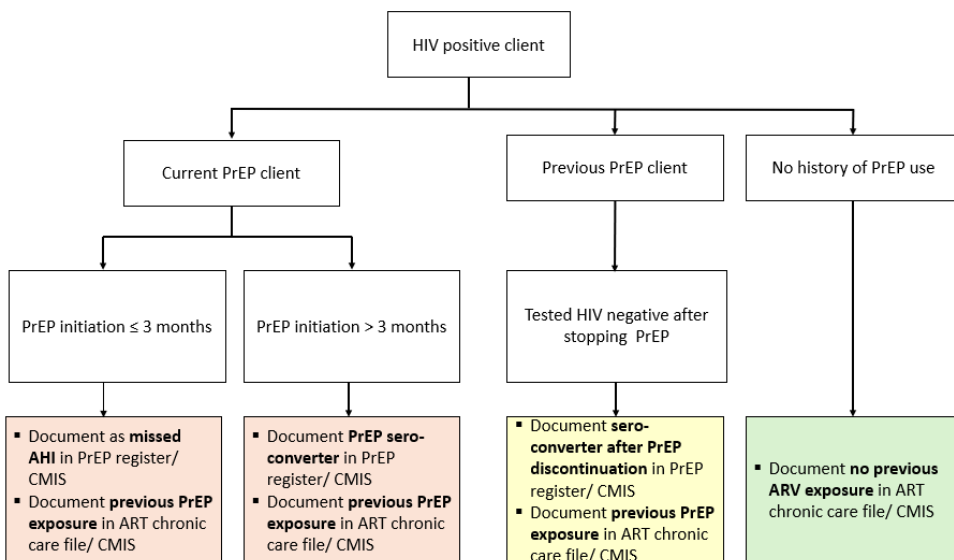 HIV positive client
Current PrEP client
Previous PrEP client
No history of PrEP use
PrEP initiation ≤ 3 months
PrEP initiation > 3 months
Tested HIV negative after
stopping PrEP
▪ Document as missed
AHI in PrEP register/
CMIS
▪ Document previous PrEP
exposure in ART chronic
care file/ CMIS
▪ Document PrEP sero-
converter in PrEP
register/ CMIS
▪ Document previous PrEP
exposure in ART chronic
care file/ CMIS
▪ Document sero-
converter after PrEP
discontinuation in PrEP
register/ CMIS
▪ Document previous PrEP
exposure in ART chronic
care file/ CMIS
▪ Document no previous
ARV exposure in ART
chronic care file/ CMIS